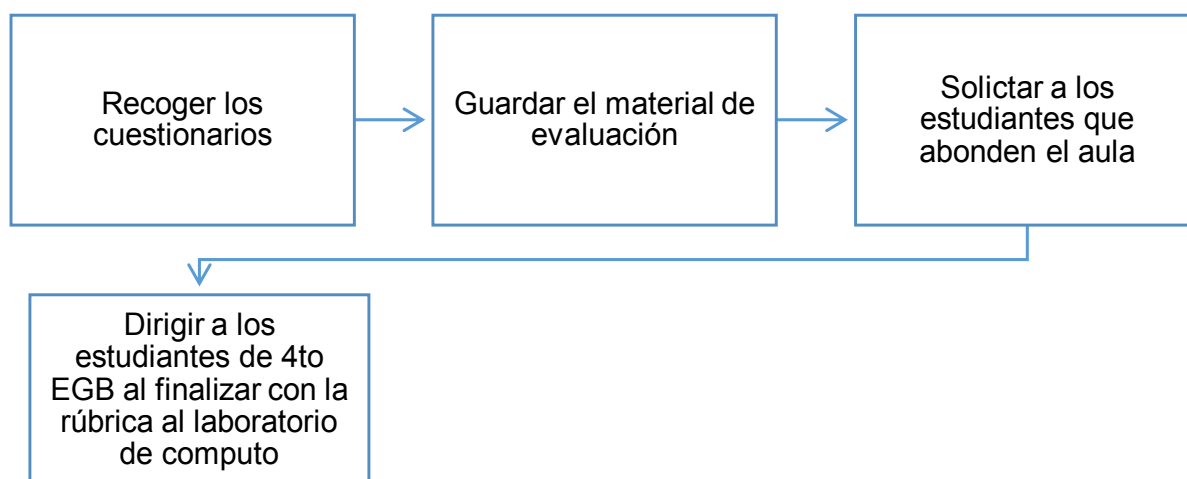 Recoger los
cuestionarios
Guardar el material de
evaluación
Solictar a los
estudiantes que
abonden el aula
Dirigir a los
estudiantes de 4to
EGB al finalizar con la
rúbrica al laboratorio
de computo